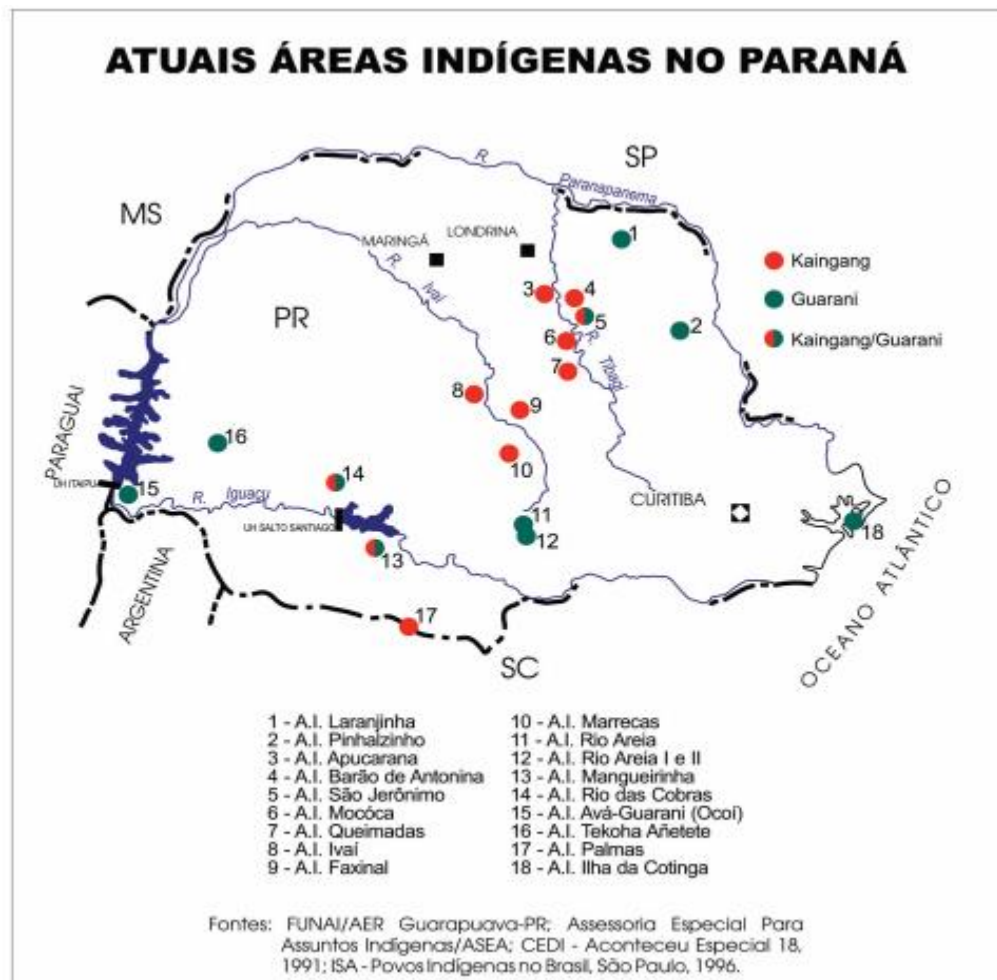 ATUAIS ÁREAS INDÍGENAS NO PARANÁ
SP
R.
Paranapanema
MS
MARINGÁ
LONDRINA
1
R.
Ivaí
Kaingang
3
4
Guarani
PR
5
2
Kaingang/Guarani
6
R.
Tibagi
7
8
9
PARAGUAI
16
10
14
UH ITAIPU
15
R. Iguaçu
CURITIBA
UH SALTO SANTIAGO
11
12
18
13
OCEANO ATLÂNTICO
ARGENTINA
17
SC
1 - A.I. Laranjinha
2 - A.I. Pinhalzinho
3 - A.I. Apucarana
4 - A.I. Barão de Antonina
5 - A.I. São Jerônimo
6 - A.I. Mocóca
7 - A.I. Queimadas
8 - A.I. Ivaí
9 - A.I. Faxinal
10 - A.I. Marrecas
11 - A.I. Rio Areia
12 - A.I. Rio Areia I e II
13 - A.I. Mangueirinha
14 - A.I. Rio das Cobras
15 - A.I. Avá-Guarani (Ocoí)
16 - A.I. Tekoha Añetete
17 - A.I. Palmas
18 - A.I. Ilha da Cotinga
Fontes: FUNAI/AER Guarapuava-PR; Assessoria Especial Para
Assuntos Indígenas/ASEA; CEDI - Aconteceu Especial 18,
1991; ISA - Povos Indígenas no Brasil, São Paulo, 1996.